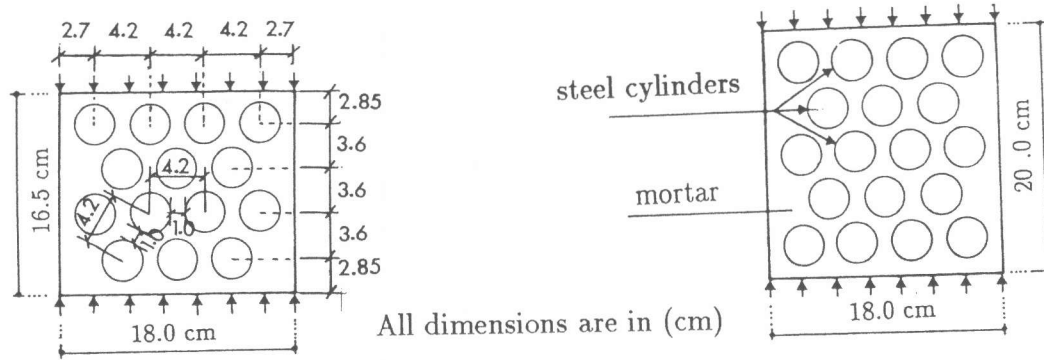 2.7 4.2 4.2 4.2 2.7
2.85
3.6
3.6
3.6
2.85
16.5 cm
4.2
4.2
1.0
1.0
18.0 cm
All dimensions are in (cm)
steel cylinders
mortar
20 .0 cm
18.0 cm